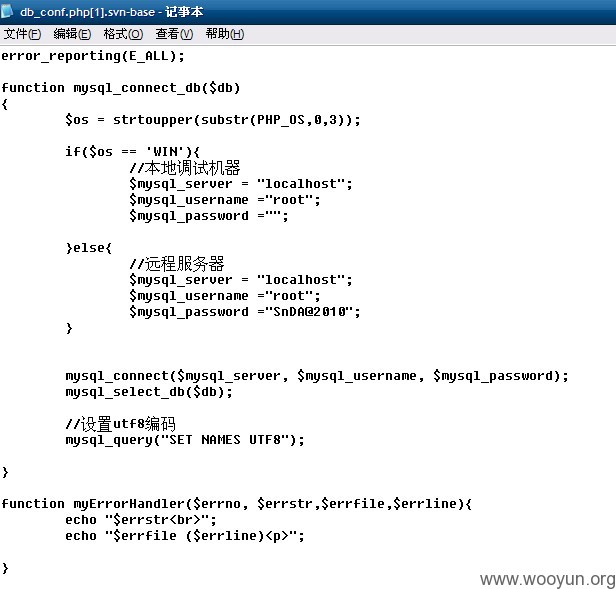 db_conf.php[1].svn-base - 记事本
文件(F) 编辑(E) 格式(O) 查看(V) 帮助(H)
error_reporting(E_ALL);
function mysql_connect_db($db)
{
$os = strtoupper(substr(PHP_OS,0,3));
if($os == 'WIN'){
//本地调试机器
$mysql_server = "localhost";
$mysql_username ="root";
$mysql_password ="";
}else{
//远程服务器
$mysql_server = "localhost";
$mysql_username ="root";
$mysql_password ="SnDA@2010";
}
mysql_connect($mysql_server, $mysql_username, $mysql_password);
mysql_select_db($db);
//设置utf8编码
mysql_query("SET NAMES UTF8");
}
function myErrorHandler($errno, $errstr,$errfile,$errline){
echo "$errstr<br>";
echo "$errfile ($errline)<p>";
}
www.wooyun.org